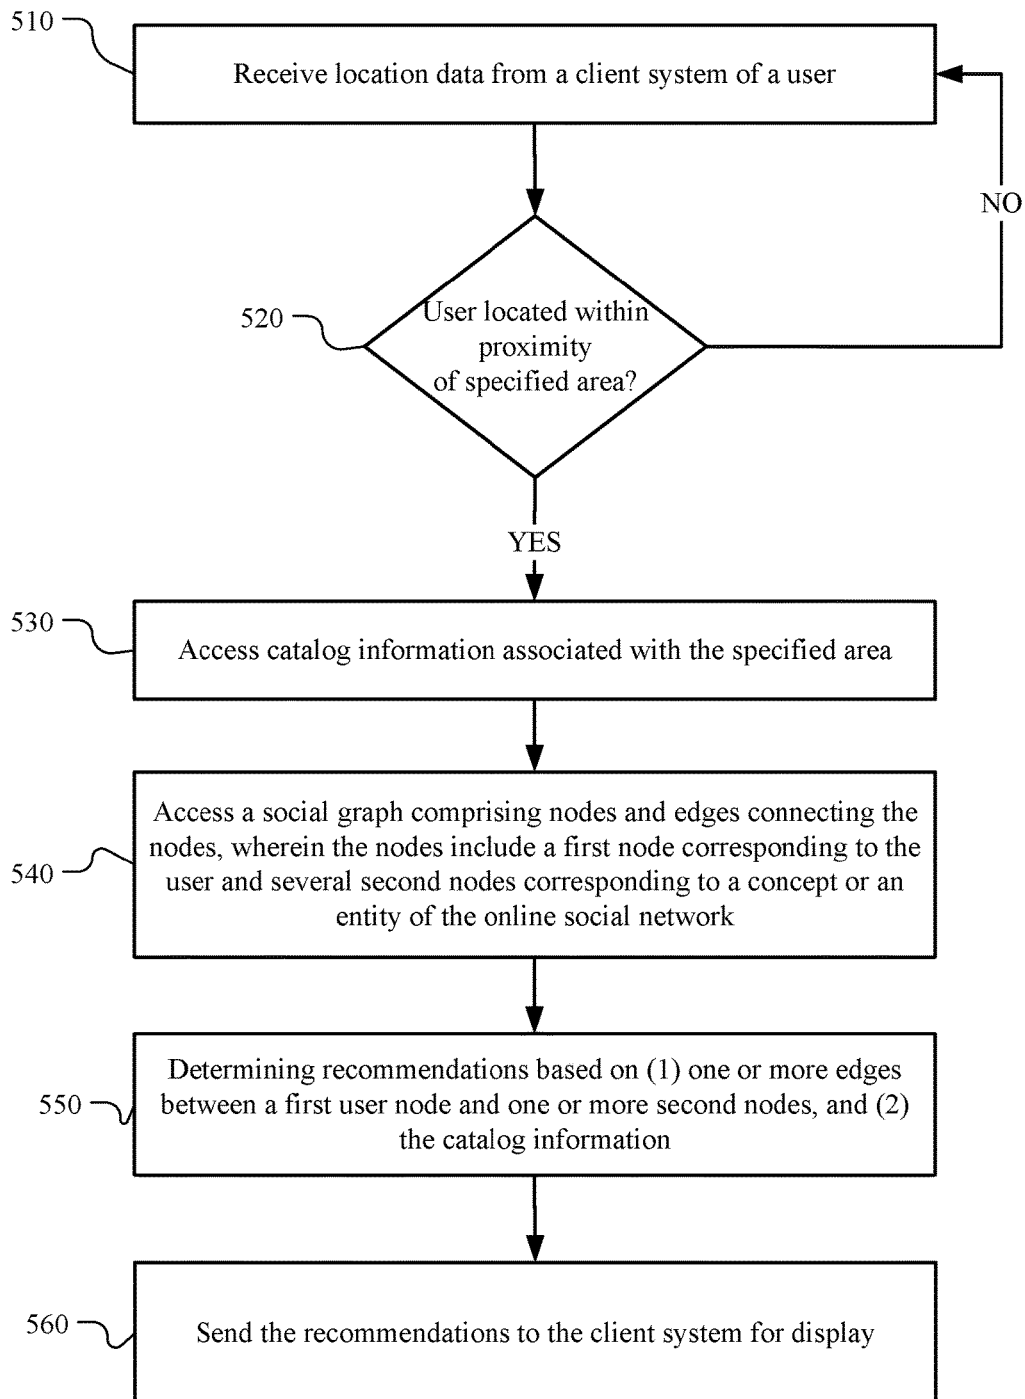 510
Receive location data from a client system of a user
NO
520
User located within
proximity
of specified area?
YES
530
Access catalog information associated with the specified area
Access a social graph comprising nodes and edges connecting the
nodes, wherein the nodes include a first node corresponding to the
540
user and several second nodes corresponding to a concept or an
entity of the online social network
Determining recommendations based on (1) one or more edges
550
between a first user node and one or more second nodes, and (2)
the catalog information
560
Send the recommendations to the client system for display